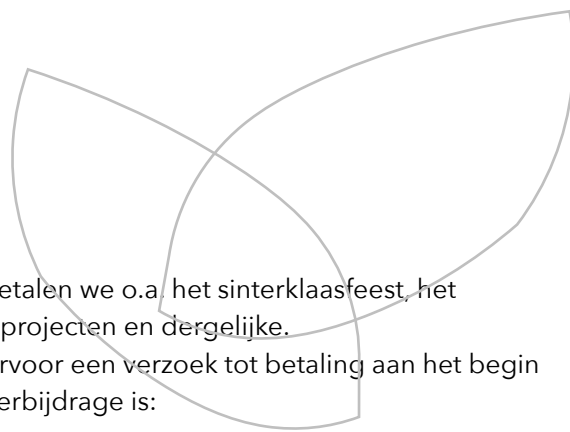 etalen we o.a. het sinterklaasfeest, het
projecten en dergelijke.
rvoor een verzoek tot betaling aan het begin
erbijdrage is: